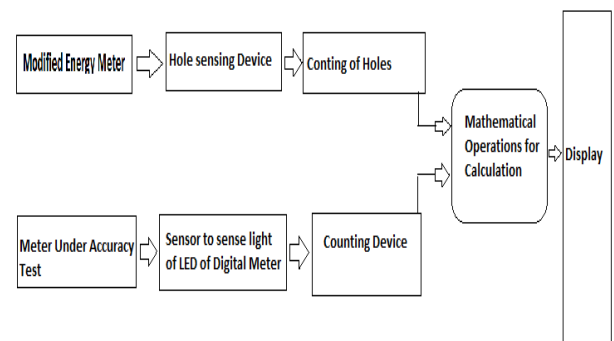 Modified Energy Meter
Hole sensing Device
Conting of Holes
Mathematical
Operations for
Calculation
Display
Meter Under Accuracy
Test
Sensor to sense light
of LED of Digital Meter
Counting Device